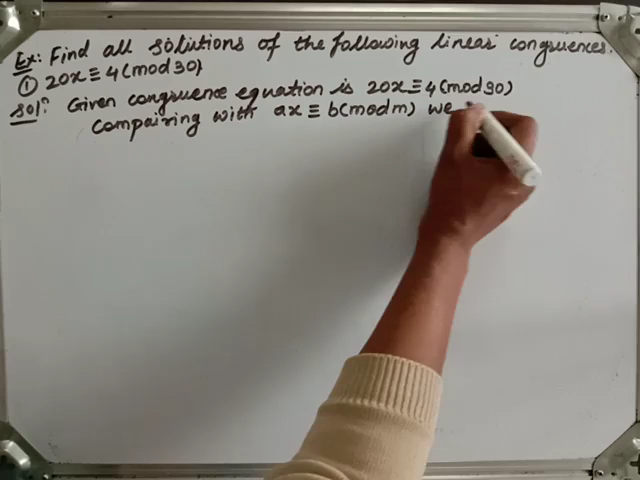 Ex: Find all solutions of the following linear congruences.
① 20x ≡ 4 (mod 30)
Sol? Given congruence equation is 20x ≡ 4 (mod 30)
Compairing with ax ≡ b (mod m) we